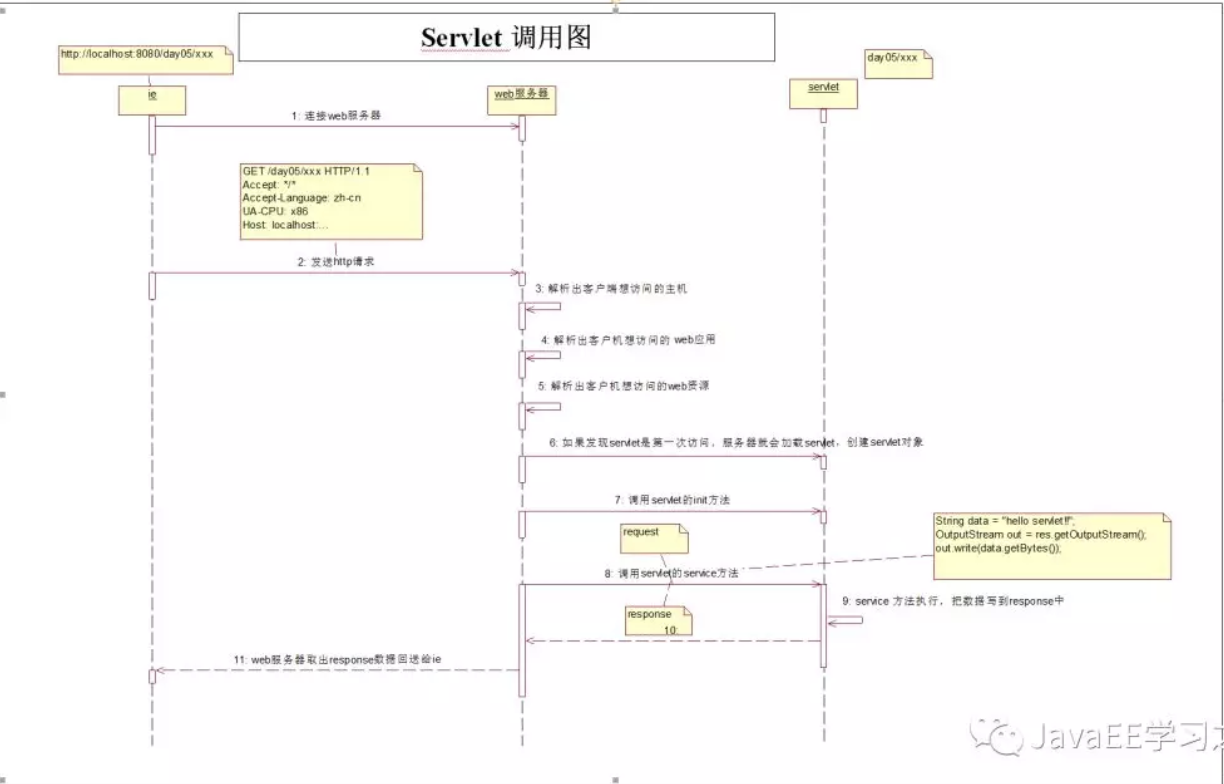 Servlet 调用图
http://localhost:8080/day05/xxx
day05/xxx
ie
web服务器
servlet
1: 连接web服务器
GET /day05/xxx HTTP/1.1
Accept: */*
Accept-Language: zh-cn
UA-CPU: x86
Host: localhost:...
2: 发送http请求
3: 解析出客户端想访问的主机
4: 解析出客户机想访问的 web应用
5: 解析出客户机想访问的web资源
6: 如果发现servlet是第一次访问，服务器就会加载servlet，创建servlet对象
7: 调用servlet的init方法
request
String data = "hello servlet!!";
OutputStream out = res.getOutputStream();
out.write(data.getBytes());
8: 调用servlet的service方法
9: service 方法执行，把数据写到response中
response
10:
11: web服务器取出response数据回送给ie
JavaEE学习